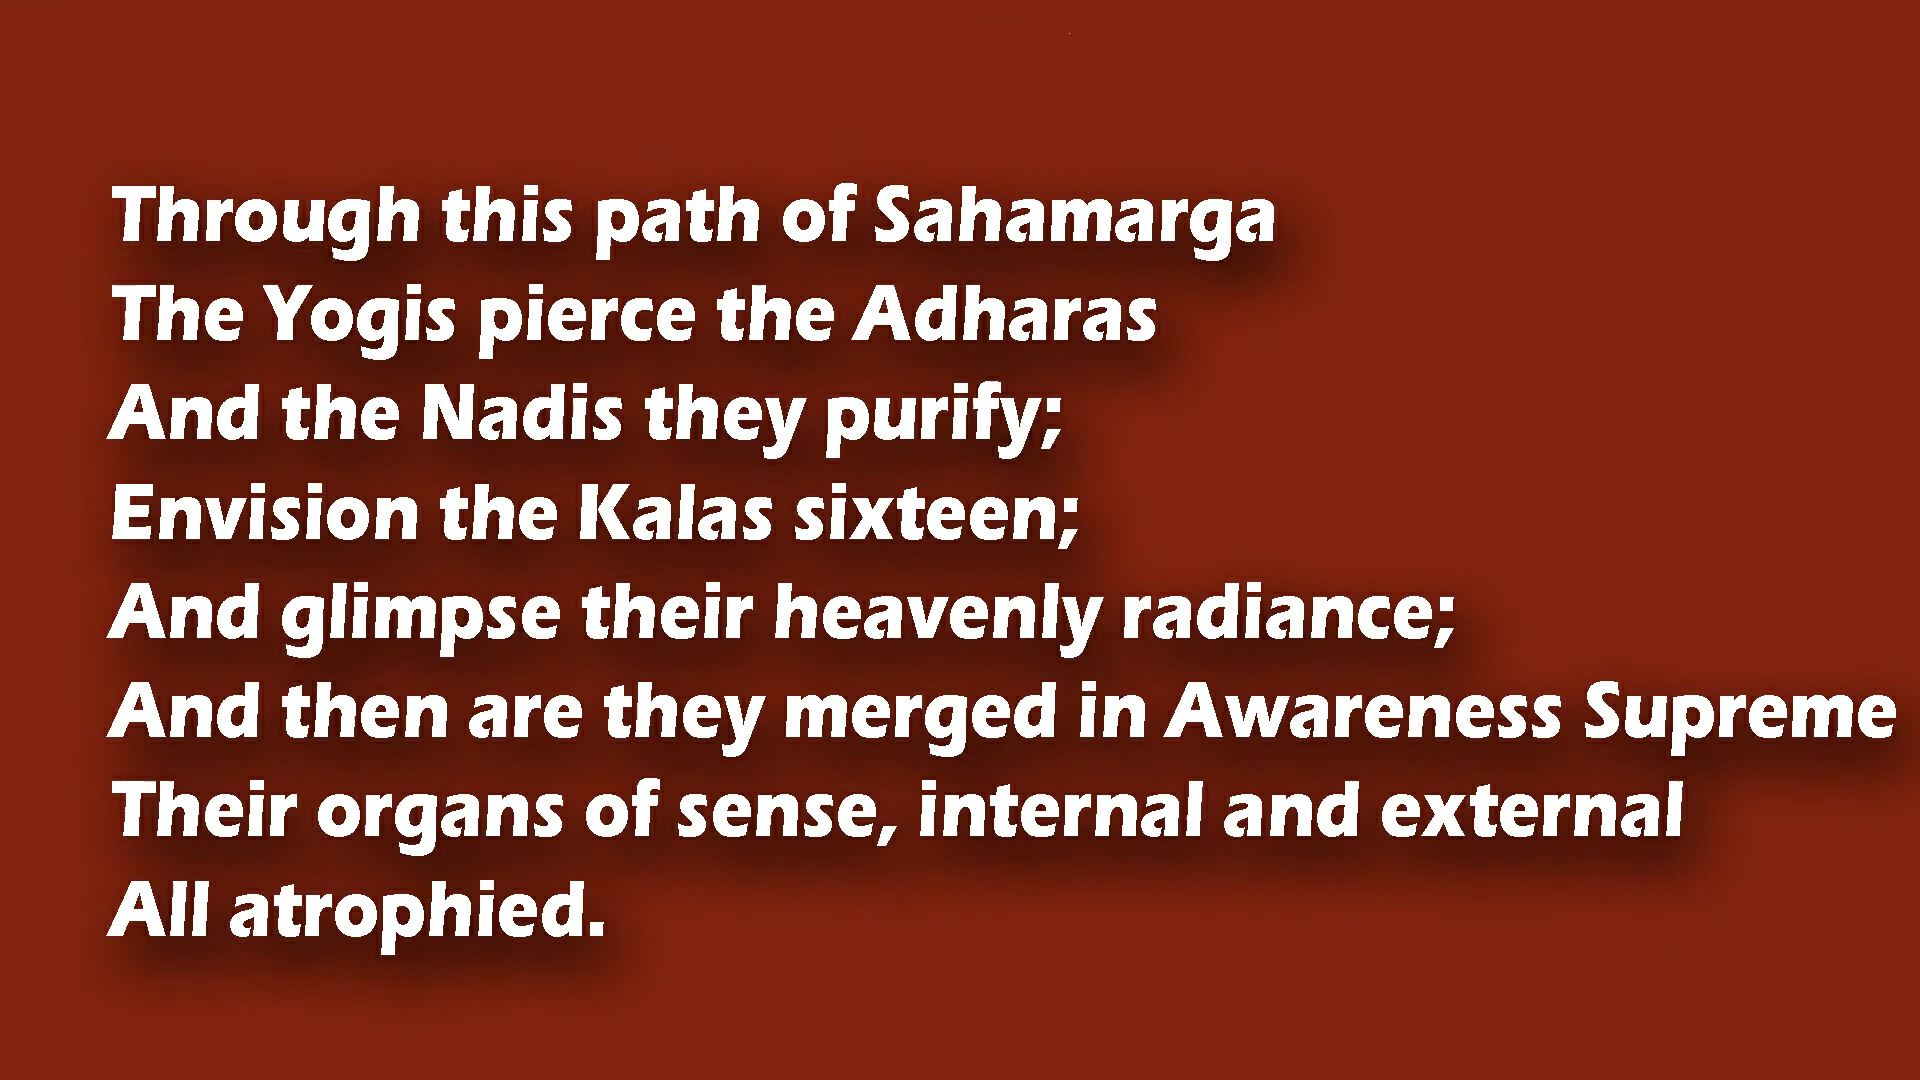 Through this path of Sahamarga
The Yogis pierce the Adharas
And the Nadis they purify;
Envision the Kalas sixteen;
And glimpse their heavenly radiance;
And then are they merged in Awareness Supreme
Their organs of sense, internal and external
All atrophied.